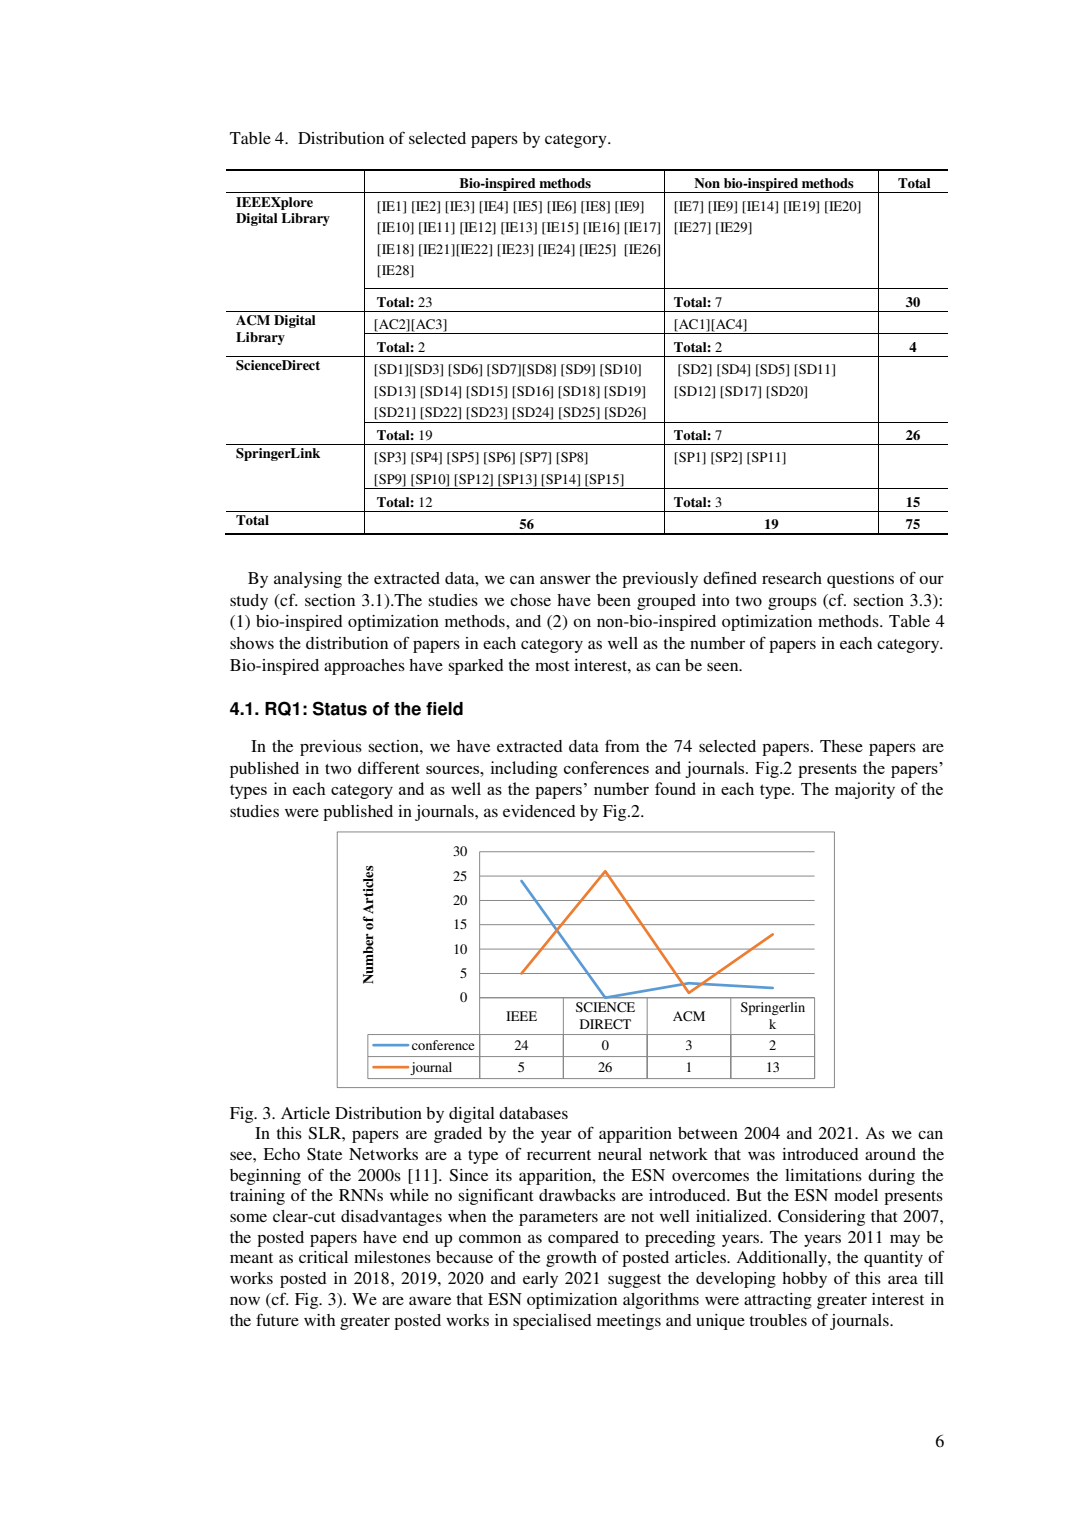 Table 4.  Distribution of selected papers by category.
Bio-inspired methods Non bio-inspired methods Total
IEEEXplore Digital Library
[IE1] [IE2] [IE3] [IE4] [IE5] [IE6] [IE8] [IE9]
[IE10] [IE11] [IE12] [IE13] [IE15] [IE16] [IE17]
[IE18] [IE21][IE22] [IE23] [IE24] [IE25]  [IE26]
[IE28]
[IE7] [IE9] [IE14] [IE19] [IE20]
[IE27] [IE29]
Total: 23 Total: 7 30
ACM Digital Library
[AC2][AC3] [AC1][AC4]
Total: 2 Total: 2 4
ScienceDirect
[SD1][SD3] [SD6] [SD7][SD8] [SD9] [SD10]
[SD13] [SD14] [SD15] [SD16] [SD18] [SD19]
[SD21] [SD22] [SD23] [SD24] [SD25] [SD26]
[SD2] [SD4] [SD5] [SD11]
[SD12] [SD17] [SD20]
Total: 19 Total: 7 26
SpringerLink
[SP3] [SP4] [SP5] [SP6] [SP7] [SP8]
[SP9] [SP10] [SP12] [SP13] [SP14] [SP15]
[SP1] [SP2] [SP11]
Total: 12 Total: 3 15
Total 56 19 75
By analysing the extracted data, we can answer the previously defined research questions of our
study (cf. section 3.1).The studies we chose have been grouped into two groups (cf. section 3.3):
(1) bio-inspired optimization methods, and (2) on non-bio-inspired optimization methods. Table 4
shows the distribution of papers in each category as well as the number of papers in each category.
Bio-inspired approaches have sparked the most interest, as can be seen.
4.1. RQ1: Status of the field
In the previous section, we have extracted data from the 74 selected papers. These papers are
published in two different sources, including conferences and journals. Fig.2 presents the papers’
types in each category and as well as the papers’ number found in each type. The majority of the
studies were published in journals, as evidenced by Fig.2.
Number of Articles
30
25
20
15
10
5
0
IEEE SCIENCE DIRECT ACM Springerlin k
conference 24 0 3 2
journal 5 26 1 13
Fig. 3. Article Distribution by digital databases
In this SLR, papers are graded by the year of apparition between 2004 and 2021. As we can
see, Echo State Networks are a type of recurrent neural network that was introduced around the
beginning of the 2000s [11]. Since its apparition, the ESN overcomes the limitations during the
training of the RNNs while no significant drawbacks are introduced. But the ESN model presents
some clear-cut disadvantages when the parameters are not well initialized. Considering that 2007,
the posted papers have end up common as compared to preceding years. The years 2011 may be
meant as critical milestones because of the growth of posted articles. Additionally, the quantity of
works posted in 2018, 2019, 2020 and early 2021 suggest the developing hobby of this area till
now (cf. Fig. 3). We are aware that ESN optimization algorithms were attracting greater interest in
the future with greater posted works in specialised meetings and unique troubles of journals.
6